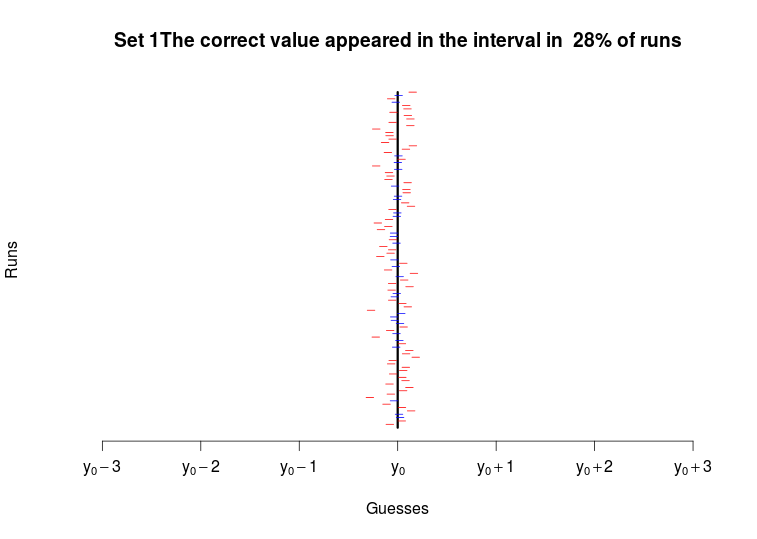 Set 1The correct value appeared in the interval in  28% of runs
Runs
y₀ − 3
y₀ − 2
y₀ − 1
y₀
y₀ + 1
y₀ + 2
y₀ + 3
Guesses